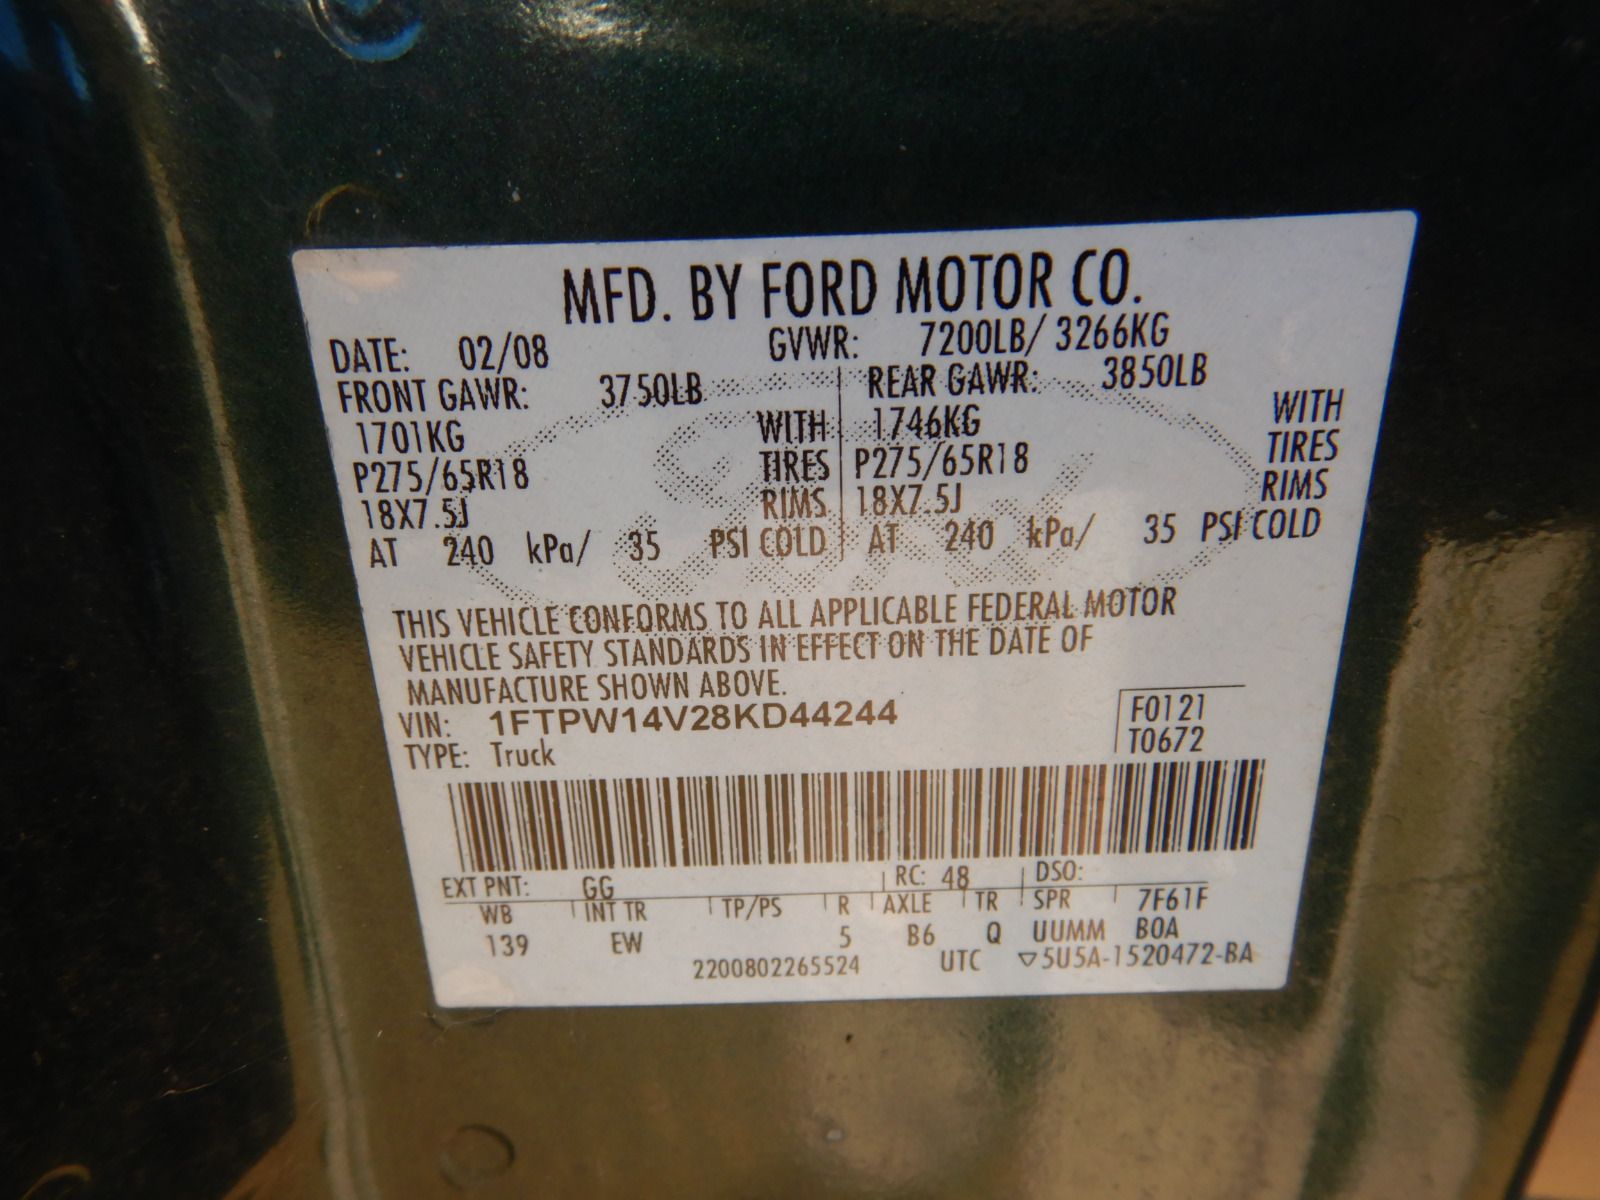 MFD. BY FORD MOTOR CO.
DATE: 02/08 GVWR: 7200LB/ 3266KG
FRONT GAWR: 3750LB REAR GAWR: 3850LB
1701KG WITH 1746KG WITH
P275/65R18 TIRES P275/65R18 TIRES
18X7.5J RIMS 18X7.5J RIMS
AT 240 kPa/ 35 PSI COLD AT 240 kPa/ 35 PSI COLD
THIS VEHICLE CONFORMS TO ALL APPLICABLE FEDERAL MOTOR
VEHICLE SAFETY STANDARDS IN EFFECT ON THE DATE OF
MANUFACTURE SHOWN ABOVE.
VIN: 1FTPW14V28KD44244 F0121
TYPE: Truck T0672
EXT PNT: GG RC: 48 DSO:
WB INT TR TP/PS R AXLE TR SPR 7F61F
139 EW 5 B6 Q UUMM BOA
2200802265524 UTC ▽5U5A-1520472-BA